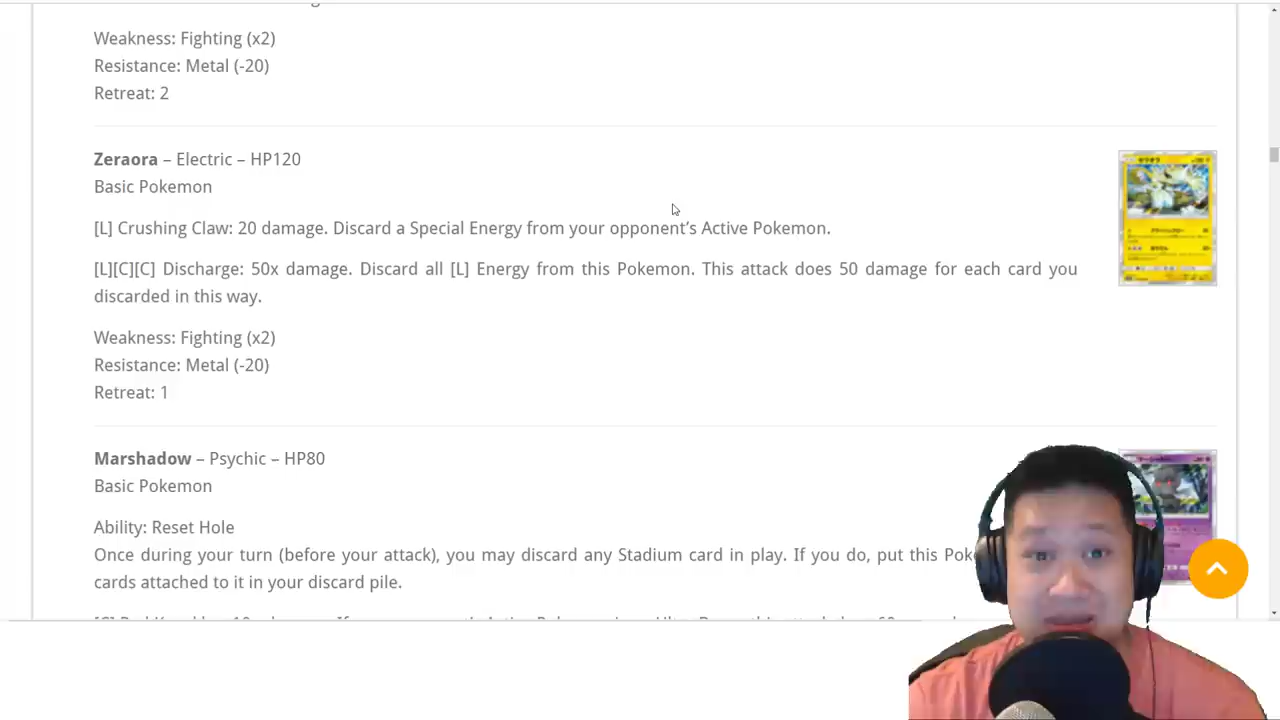 Weakness: Fighting (x2)
Resistance: Metal (-20)
Retreat: 2
Zeraora – Electric – HP120
Basic Pokemon
[L] Crushing Claw: 20 damage. Discard a Special Energy from your opponent’s Active Pokemon.
[L][C][C] Discharge: 50x damage. Discard all [L] Energy from this Pokemon. This attack does 50 damage for each card you
discarded in this way.
Weakness: Fighting (x2)
Resistance: Metal (-20)
Retreat: 1
Marshadow – Psychic – HP80
Basic Pokemon
Ability: Reset Hole
Once during your turn (before your attack), you may discard any Stadium card in play. If you do, put this
cards attached to it in your discard pile.